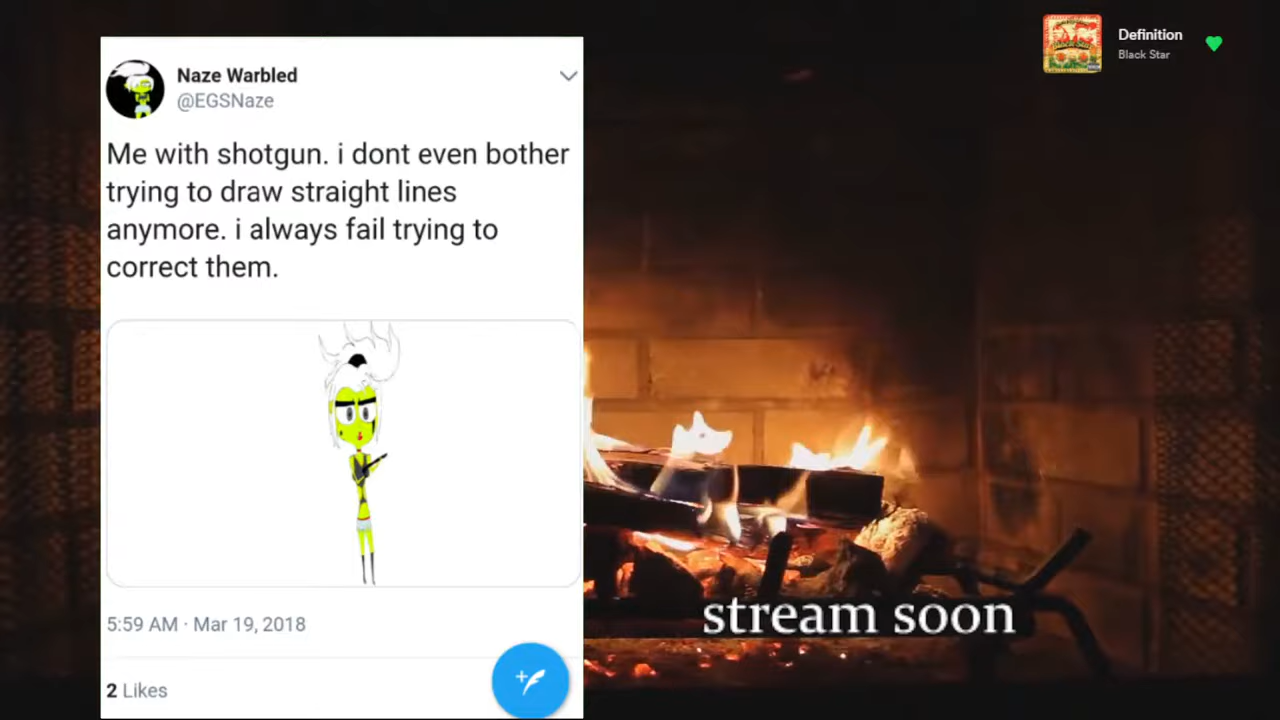 Naze Warbled
@EGSNaze
Me with shotgun. i dont even bother
trying to draw straight lines
anymore. i always fail trying to
correct them.
5:59 AM · Mar 19, 2018
2 Likes
Definition
Black Star
stream soon